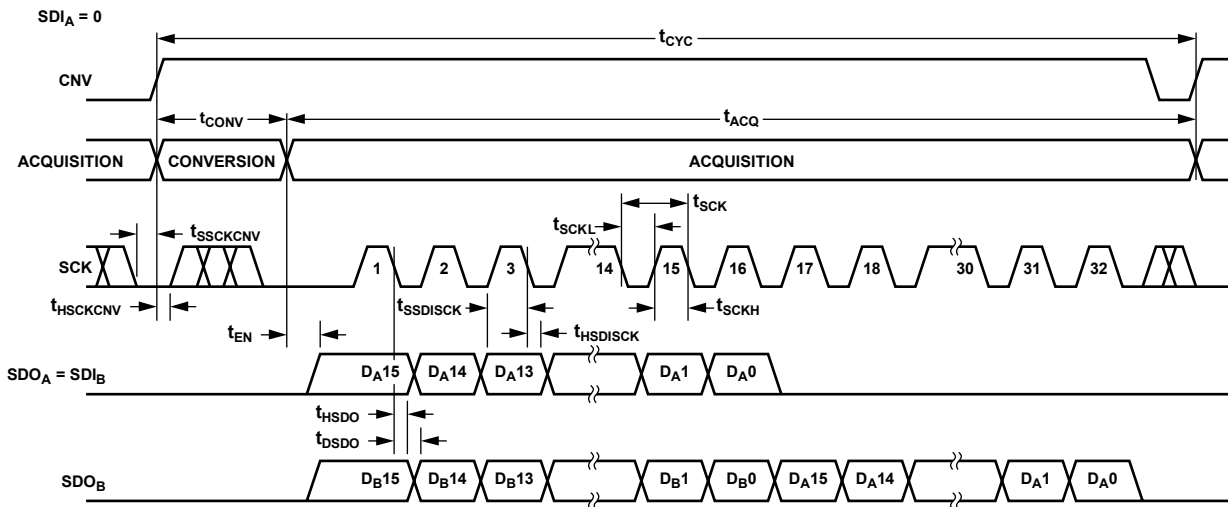 SDIA = 0
tCYC
CNV
tCONV
tACQ
ACQUISITION
CONVERSION
ACQUISITION
tSCK
tSCKL
tSSCKCNV
SCK
1 2 3 14 15 16 17 18 30 31 32
tHSCKCNV
tSSDISCK
tSCKH
tEN
tHSDISCK
SDOA = SDIB
DA15 DA14 DA13 DA1 DA0
tHSDO
tDSDO
SDOB
DB15 DB14 DB13 DB1 DB0 DA15 DA14 DA1 DA0